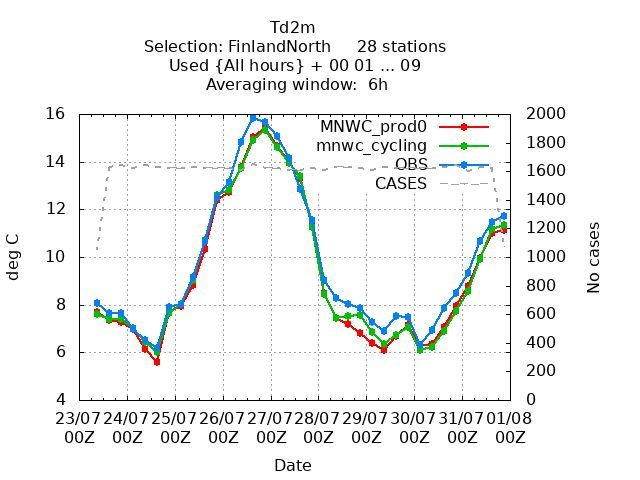 Td2m
Selection: FinlandNorth 28 stations
Used {All hours} + 00 01 ... 09
Averaging window: 6h
MNWC_prod0
mnwc_cycling
OBS
CASES
deg C
16
14
12
10
8
6
4
2000
1800
1600
1400
1200
1000
800
600
400
200
0
No cases
23/07 24/07 25/07 26/07 27/07 28/07 29/07 30/07 31/07 01/08
00Z 00Z 00Z 00Z 00Z 00Z 00Z 00Z 00Z 00Z
Date